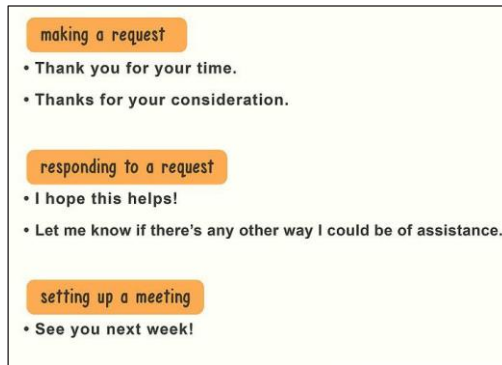 making a request
• Thank you for your time.
• Thanks for your consideration.
responding to a request
• I hope this helps!
• Let me know if there's any other way I could be of assistance.
setting up a meeting
• See you next week!